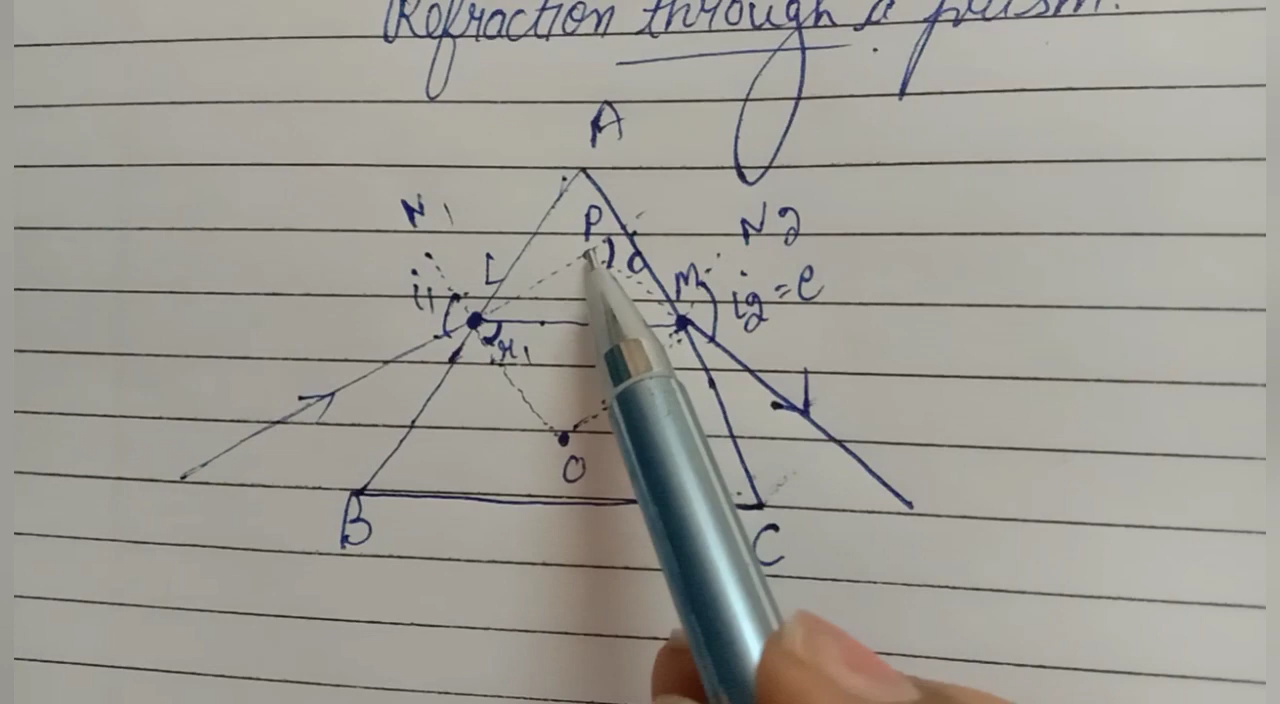 Refraction through a prism.
A
N1
P
N2
i1
L
M
i2=e
r1
O
B
C